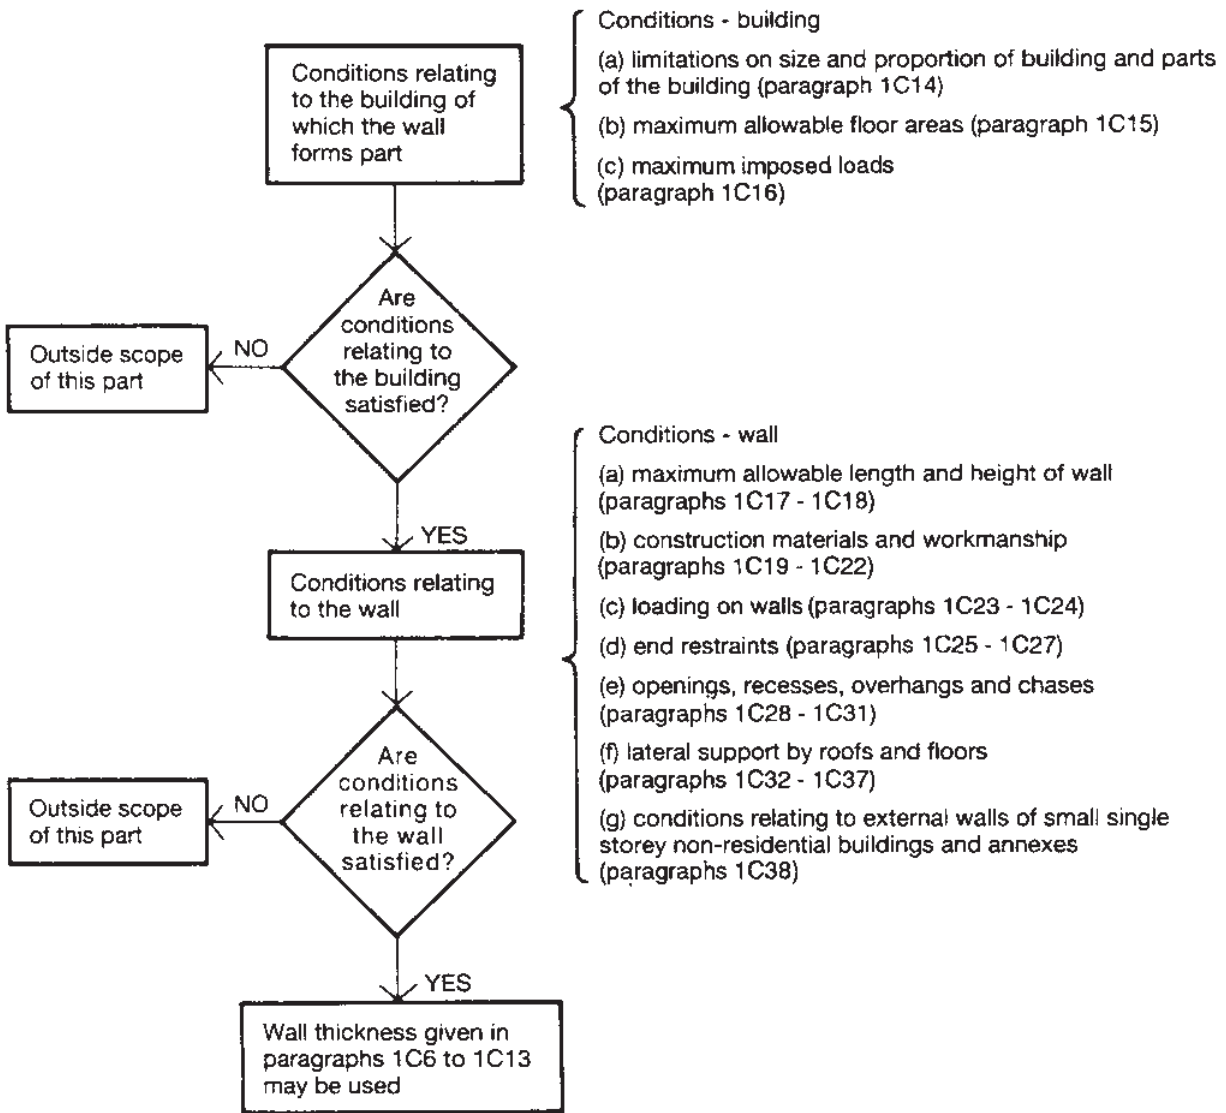 Conditions relating
to the building of
which the wall
forms part
Conditions - building
(a) limitations on size and proportion of building and parts
of the building (paragraph 1C14)
(b) maximum allowable floor areas (paragraph 1C15)
(c) maximum imposed loads
(paragraph 1C16)
Are
conditions
relating to
the building
satisfied?
NO
Outside scope
of this part
YES
Conditions relating
to the wall
Conditions - wall
(a) maximum allowable length and height of wall
(paragraphs 1C17 - 1C18)
(b) construction materials and workmanship
(paragraphs 1C19 - 1C22)
(c) loading on walls (paragraphs 1C23 - 1C24)
(d) end restraints (paragraphs 1C25 - 1C27)
(e) openings, recesses, overhangs and chases
(paragraphs 1C28 - 1C31)
(f) lateral support by roofs and floors
(paragraphs 1C32 - 1C37)
(g) conditions relating to external walls of small single
storey non-residential buildings and annexes
(paragraphs 1C38)
Are
conditions
relating to
the wall
satisfied?
NO
Outside scope
of this part
YES
Wall thickness given in
paragraphs 1C6 to 1C13
may be used